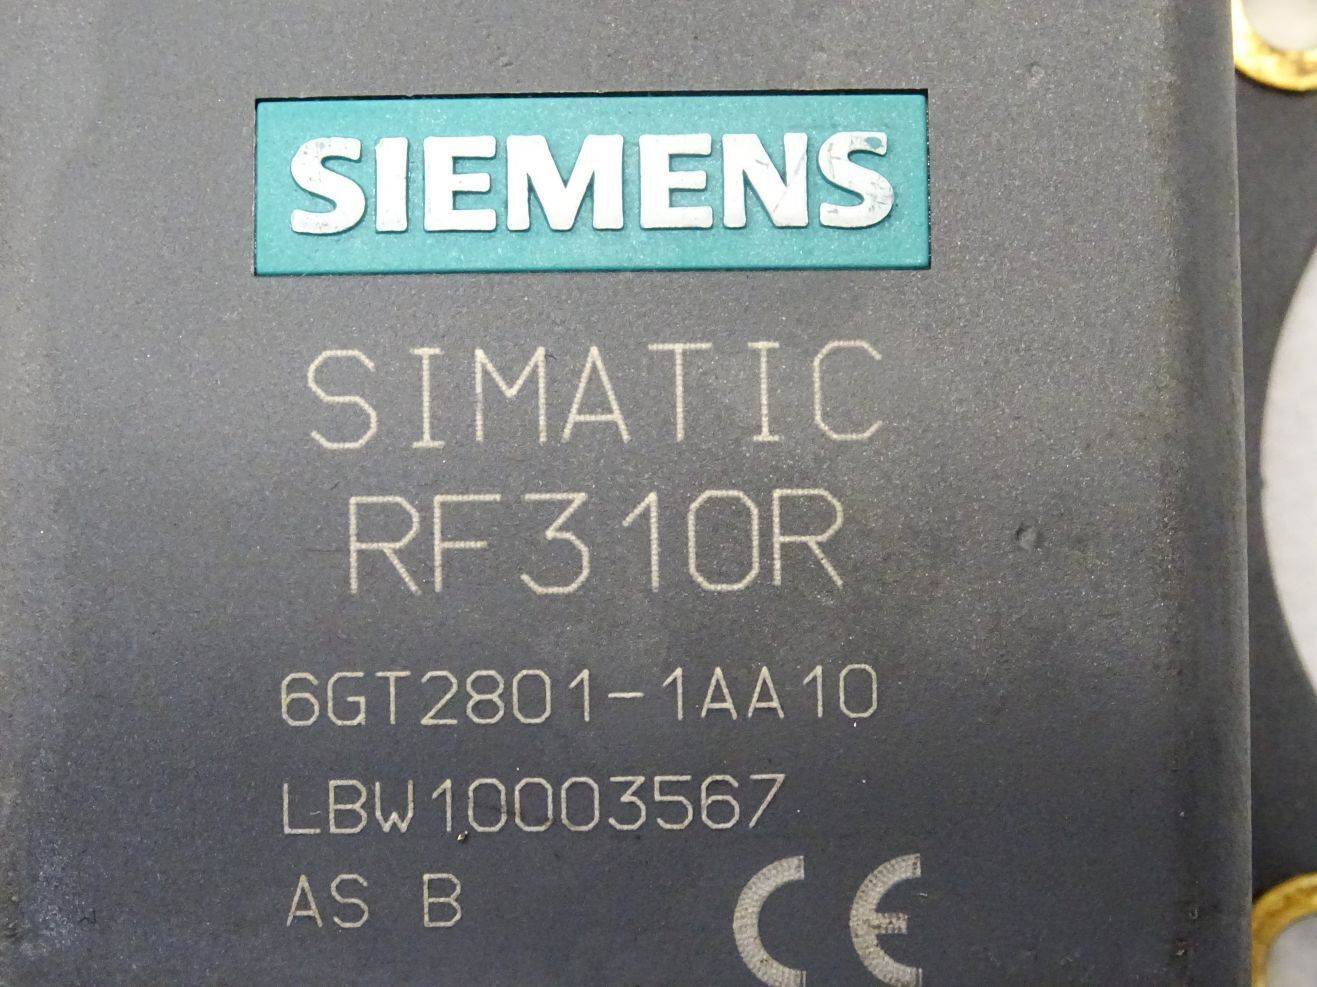 SIEMENS
SIMATIC
RF310R
6GT2801-1AA10
LBW10003567
AS B
CE